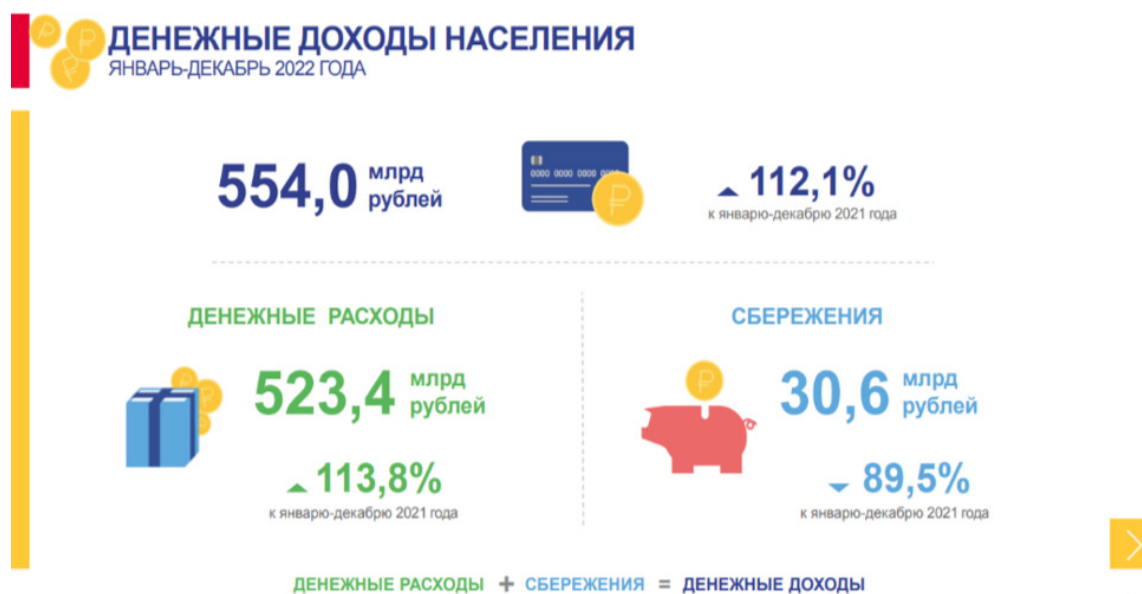 ДЕНЕЖНЫЕ ДОХОДЫ НАСЕЛЕНИЯ
ЯНВАРЬ-ДЕКАБРЬ 2022 ГОДА
554,0 млрд
рублей
0000 0000 0000 0000
112,1%
к январю-декабрю 2021 года
ДЕНЕЖНЫЕ РАСХОДЫ
523,4 млрд
рублей
113,8%
к январю-декабрю 2021 года
СБЕРЕЖЕНИЯ
30,6 млрд
рублей
89,5%
к январю-декабрю 2021 года
ДЕНЕЖНЫЕ РАСХОДЫ + СБЕРЕЖЕНИЯ = ДЕНЕЖНЫЕ ДОХОДЫ